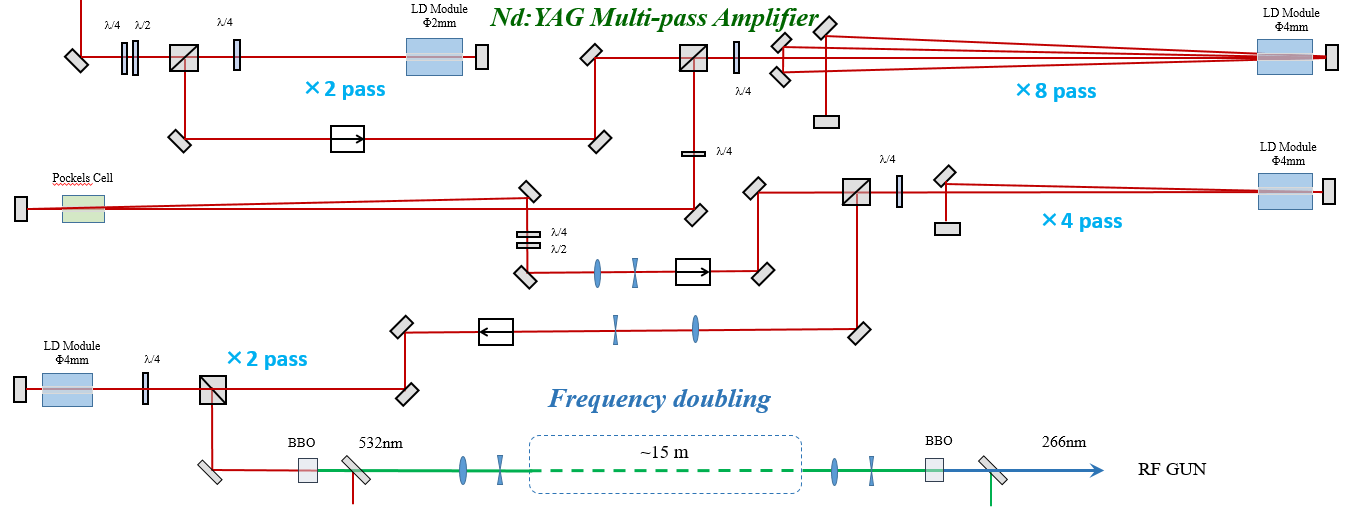 Nd:YAG Multi-pass Amplifier
λ/4
λ/2
λ/4
LD Module
Φ2mm
×2 pass
λ/4
LD Module
Φ4mm
×8 pass
λ/4
Pockels Cell
λ/4
λ/2
λ/4
LD Module
Φ4mm
×4 pass
LD Module
Φ4mm
λ/4
×2 pass
Frequency doubling
BBO
532nm
~15 m
BBO
266nm
RF GUN